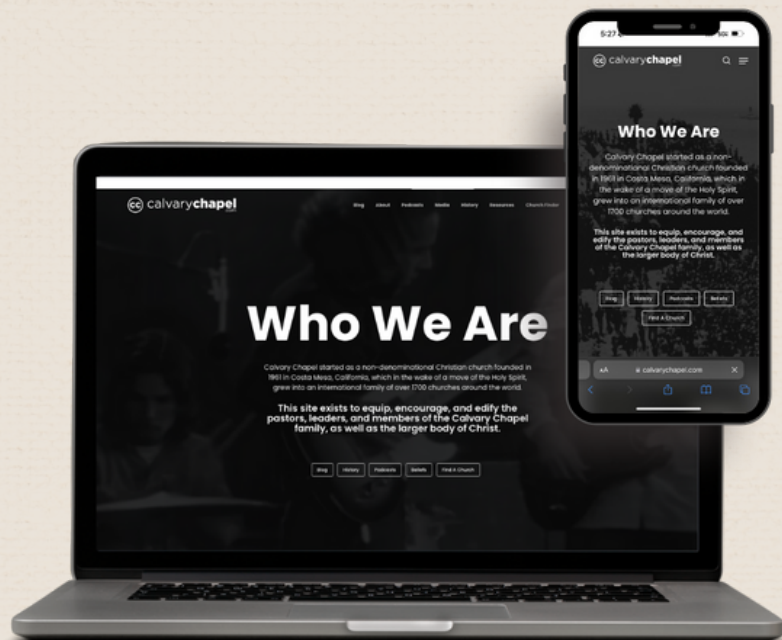 cc calvarychapel
Blog About Podcasts Media History Resources Church Finder
Who We Are
Calvary Chapel started as a non-denominational Christian church founded in
1961 in Costa Mesa, California, which in the wake of a move of the Holy Spirit,
grew into an international family of over 1700 churches around the world.
This site exists to equip, encourage, and edify the
pastors, leaders, and members of the Calvary Chapel
family, as well as the larger body of Christ.
Blog History Podcasts Beliefs Find A Church
5:27
cc calvarychapel
Who We Are
Calvary Chapel started as a non-
denominational Christian church founded
in 1961 in Costa Mesa, California, which in
the wake of a move of the Holy Spirit,
grew into an international family of over
1700 churches around the world.
This site exists to equip, encourage, and
edify the pastors, leaders, and members
of the Calvary Chapel family, as well as
the larger body of Christ.
Blog History Podcasts Beliefs
Find A Church
AA calvarychapel.com